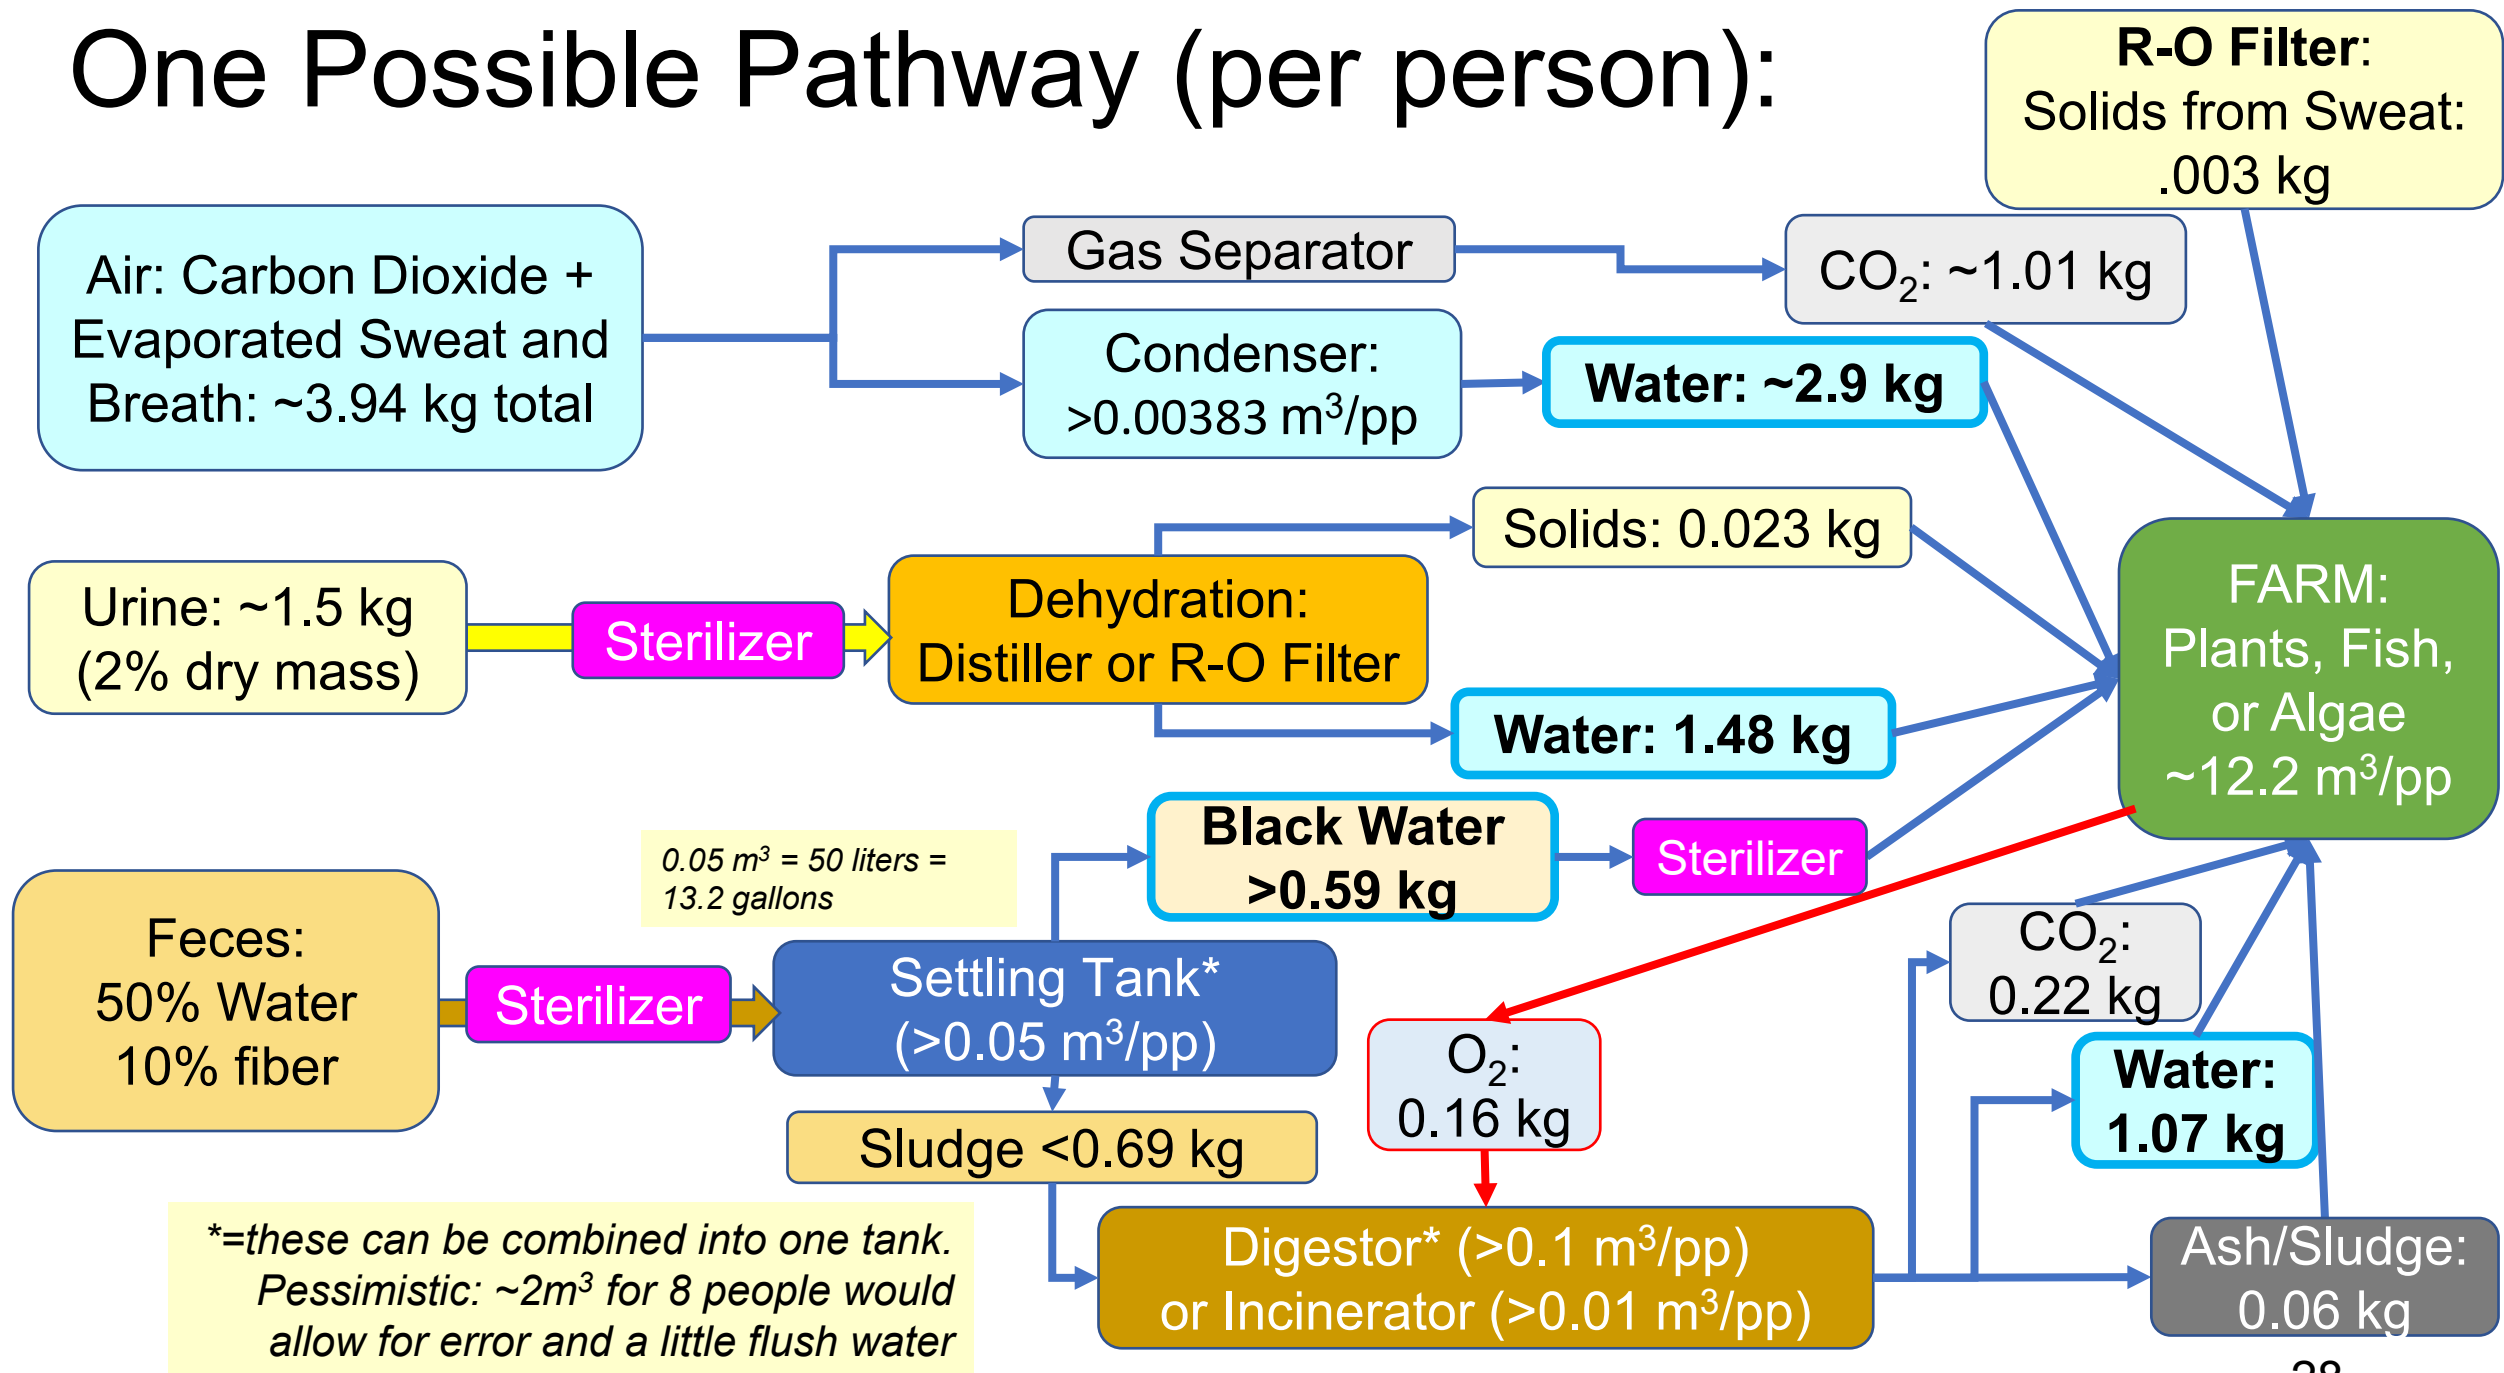 One Possible Pathway (per person):
R-O Filter:
Solids from Sweat:
.003 kg
Air: Carbon Dioxide +
Evaporated Sweat and
Breath: ~3.94 kg total
Gas Separator
CO₂: ~1.01 kg
Condenser:
>0.00383 m³/pp
Water: ~2.9 kg
Solids: 0.023 kg
Urine: ~1.5 kg
(2% dry mass)
Sterilizer
Dehydration:
Distiller or R-O Filter
Water: 1.48 kg
FARM:
Plants, Fish,
or Algae
~12.2 m³/pp
0.05 m³ = 50 liters =
13.2 gallons
Black Water
>0.59 kg
Sterilizer
Feces:
50% Water
10% fiber
Sterilizer
Settling Tank*
(>0.05 m³/pp)
CO₂:
0.22 kg
O₂:
0.16 kg
Water:
1.07 kg
Sludge <0.69 kg
*=these can be combined into one tank.
Pessimistic: ~2m³ for 8 people would
allow for error and a little flush water
Digestor* (>0.1 m³/pp)
or Incinerator (>0.01 m³/pp)
Ash/Sludge:
0.06 kg